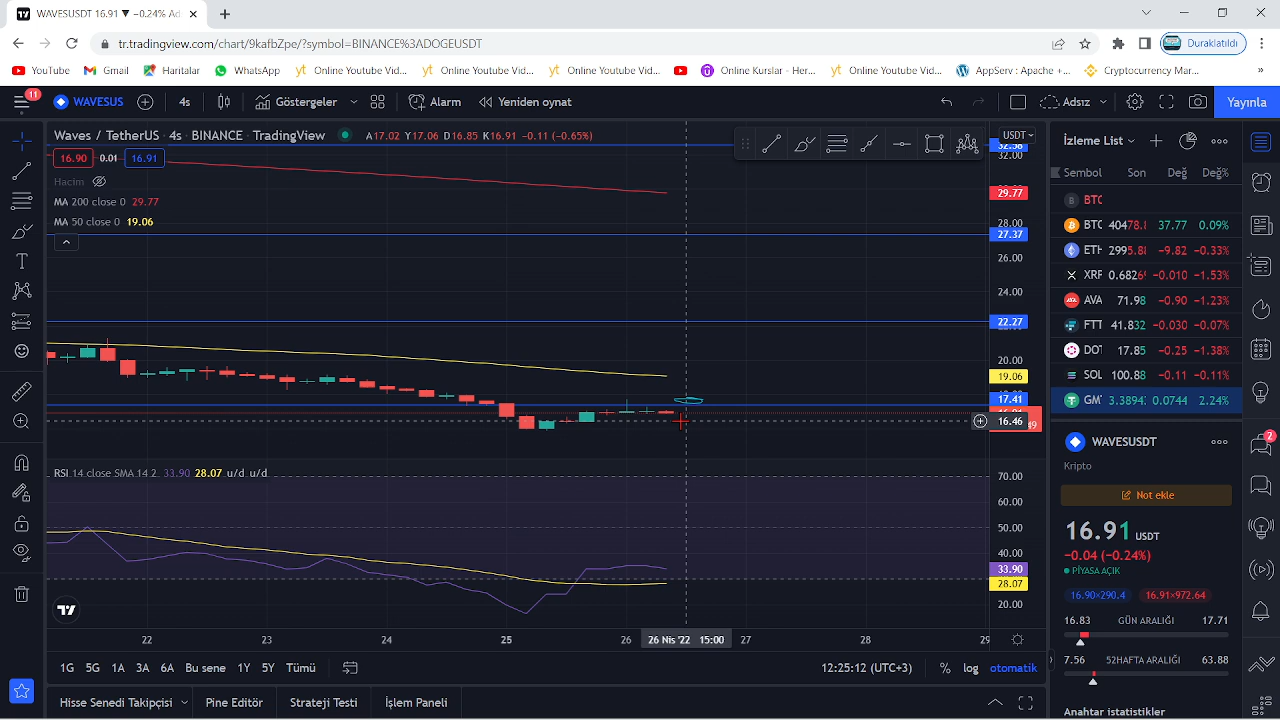 WAVESUSDT 16.91 ▼ −0.24% Ad
tr.tradingview.com/chart/9kafbZpe/?symbol=BINANCE%3ADOGEUSDT
Duraklatıldı
YouTube Gmail Haritalar WhatsApp Online Youtube Vid... Online Youtube Vid... Online Youtube Vid... Online Kurslar - Her... Online Youtube Vid... AppServ : Apache +... Cryptocurrency Mar... »
11 WAVESUS 4s Göstergeler Alarm Yeniden oynat Adsız Yayınla
Waves / TetherUS · 4s · BINANCE · TradingView A17.02 Y17.06 D16.85 K16.91 −0.11 (−0.65%)
16.90 0.01 16.91
Hacim
MA 200 close 0 29.77
MA 50 close 0 19.06
USDT
32.00
29.77
28.00
27.37
26.00
24.00
22.27
20.00
19.06
17.41
16.46
RSI 14 close SMA 14 2 33.90 28.07 u/d u/d
70.00
60.00
50.00
40.00
33.90
28.07
20.00
22 23 24 25 26 26 Nis '22 15:00 27 28 29
1G 5G 1A 3A 6A Bu sene 1Y 5Y Tümü 12:25:12 (UTC+3) % log otomatik
Hisse Senedi Takipçisi Pine Editör Strateji Testi İşlem Paneli
İzleme List
Sembol Son Değ Değ%
BTC
BTC 40478.1 37.77 0.09%
ETH 2995.88 −9.82 −0.33%
XRP 0.6826 −0.010 −1.53%
AVA 71.98 −0.90 −1.23%
FTT 41.832 −0.030 −0.07%
DOT 17.85 −0.25 −1.38%
SOL 100.88 −0.11 −0.11%
GMT 3.3894 0.0744 2.24%
WAVESUSDT
Kripto
Not ekle
16.91 USDT
−0.04 (−0.24%)
PİYASA AÇIK
16.90×290.4 16.91×972.64
16.83 GÜN ARALIĞI 17.71
7.56 52HAFTA ARALIĞI 63.88
Anahtar istatistikler
2